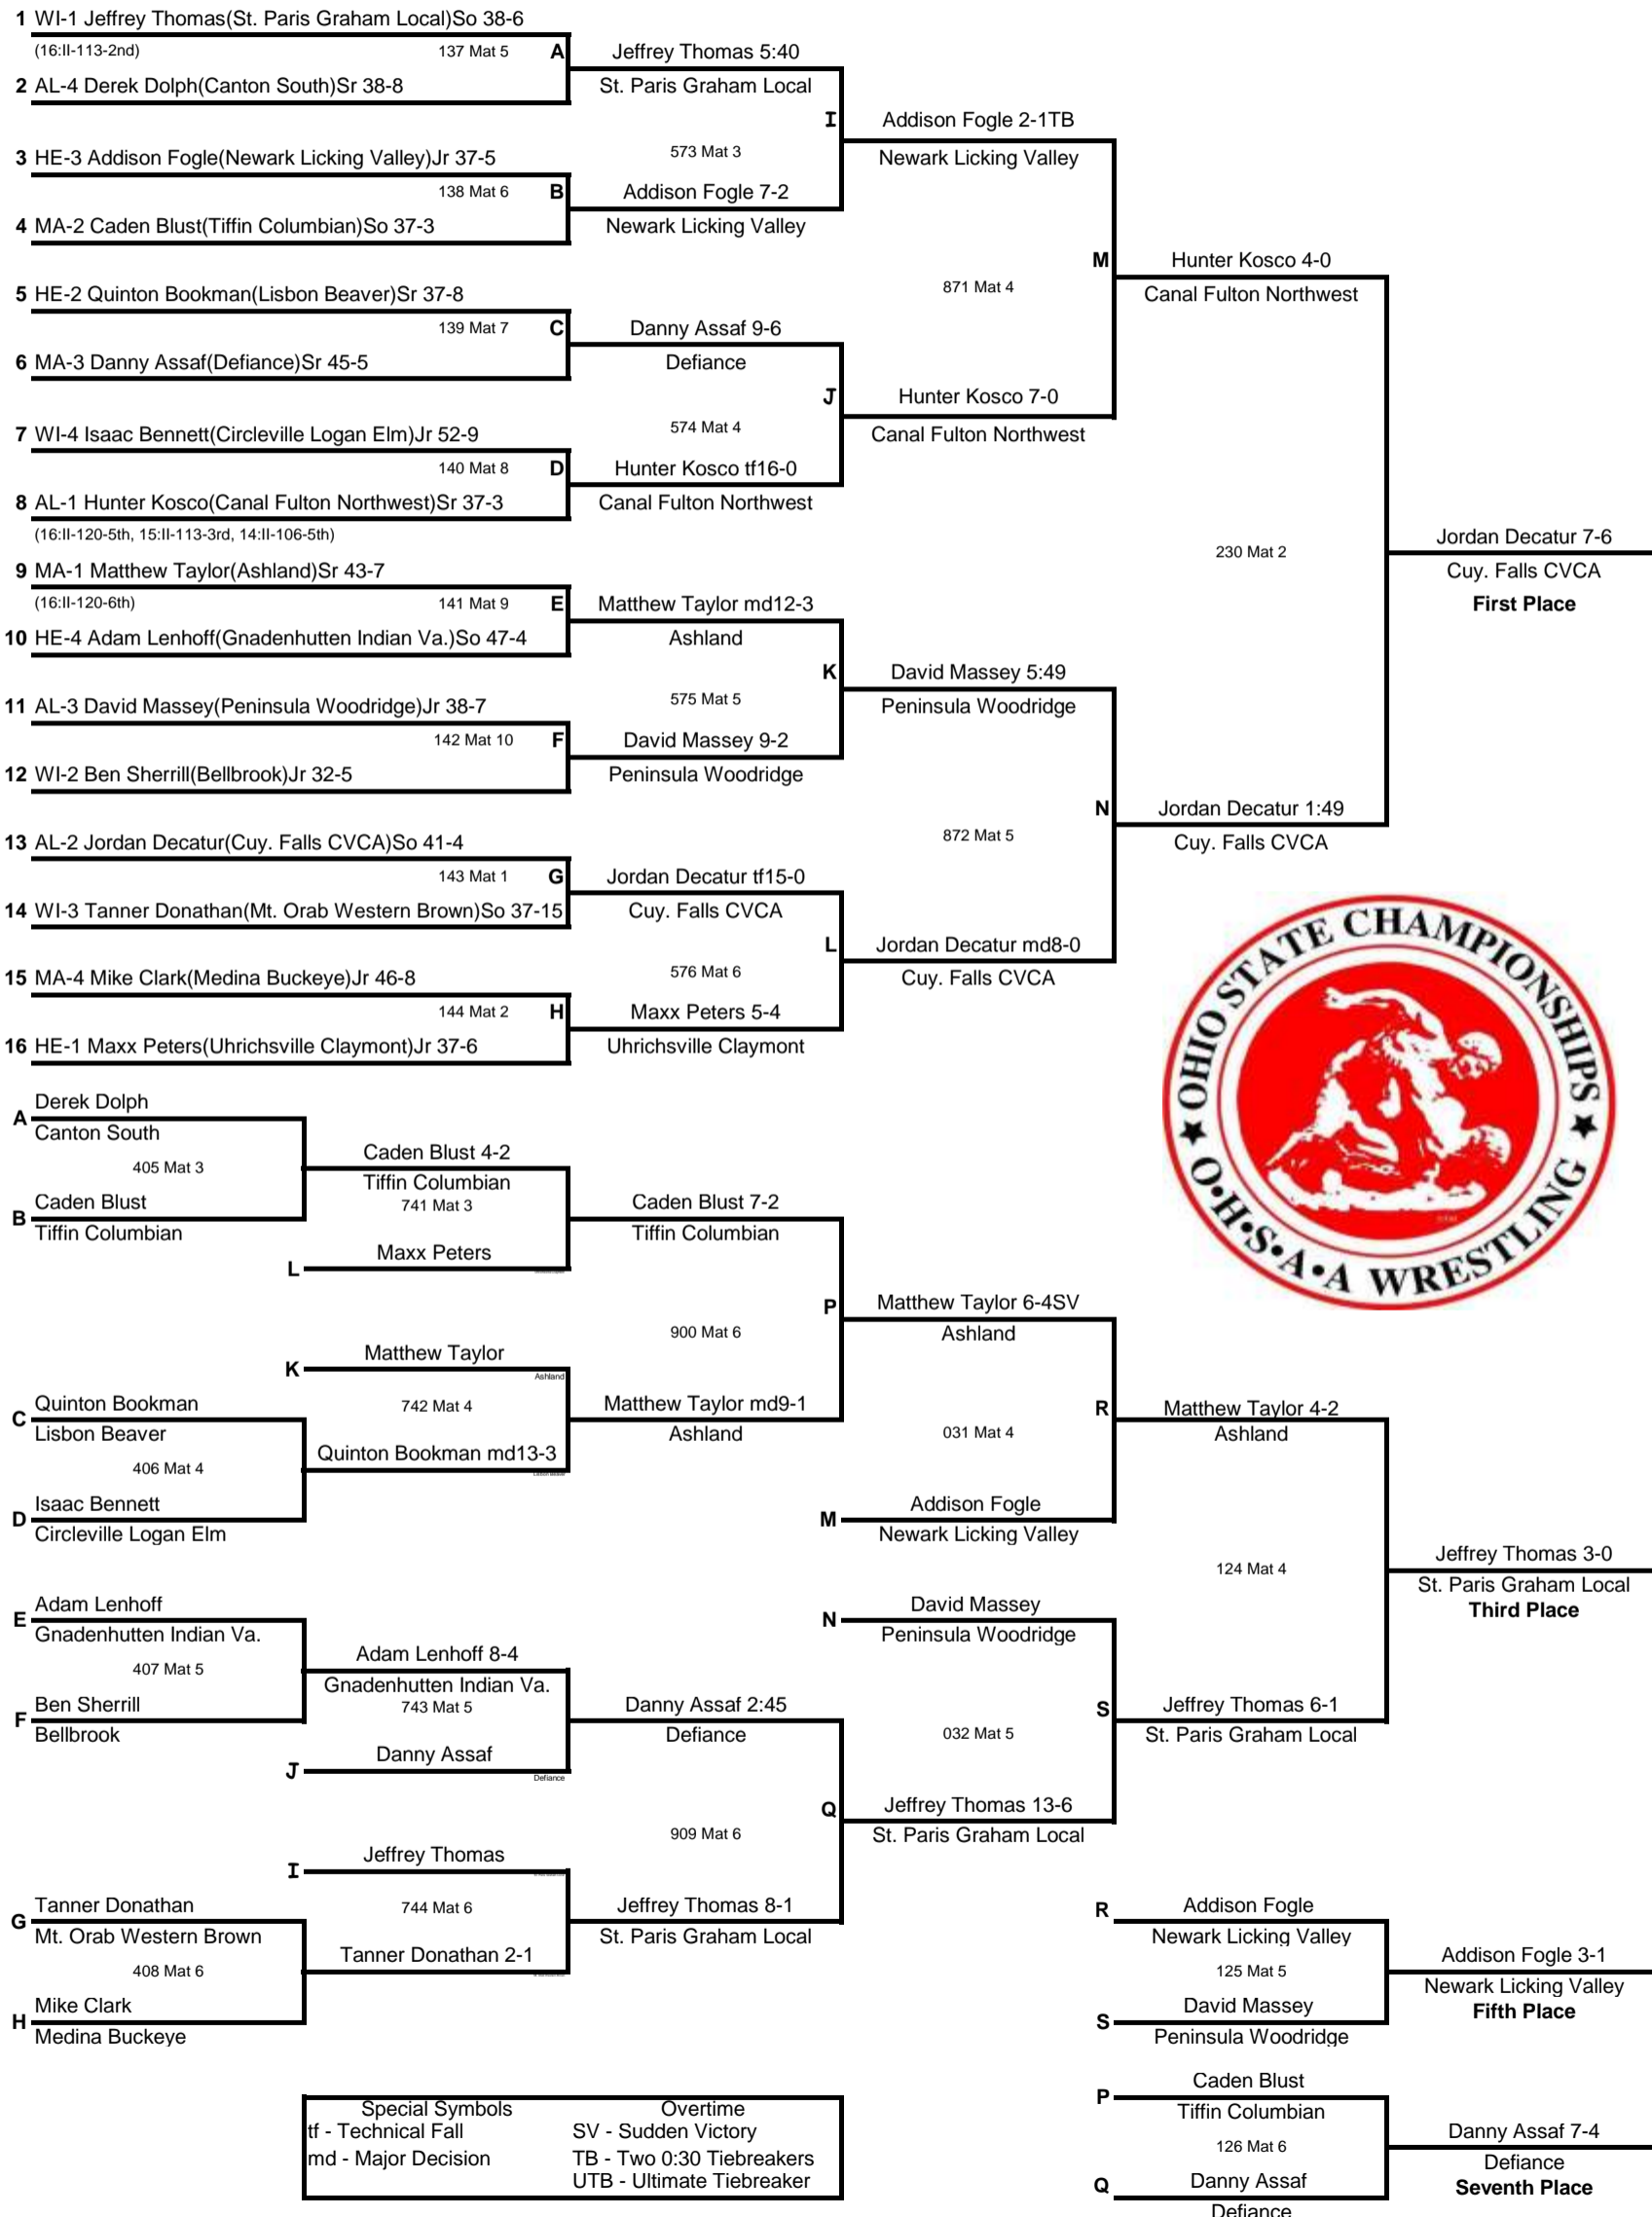 1 WI-1 Jeffrey Thomas(St. Paris Graham Local)So 38-6
(16:II-113-2nd)
137 Mat 5
A
Jeffrey Thomas 5:40
St. Paris Graham Local
2 AL-4 Derek Dolph(Canton South)Sr 38-8
I
Addison Fogle 2-1TB
Newark Licking Valley
573 Mat 3
3 HE-3 Addison Fogle(Newark Licking Valley)Jr 37-5
138 Mat 6
B
Addison Fogle 7-2
Newark Licking Valley
4 MA-2 Caden Blust(Tiffin Columbian)So 37-3
M
Hunter Kosco 4-0
Canal Fulton Northwest
871 Mat 4
5 HE-2 Quinton Bookman(Lisbon Beaver)Sr 37-8
139 Mat 7
C
Danny Assaf 9-6
Defiance
6 MA-3 Danny Assaf(Defiance)Sr 45-5
J
Hunter Kosco 7-0
Canal Fulton Northwest
574 Mat 4
7 WI-4 Isaac Bennett(Circleville Logan Elm)Jr 52-9
140 Mat 8
D
Hunter Kosco tf16-0
Canal Fulton Northwest
8 AL-1 Hunter Kosco(Canal Fulton Northwest)Sr 37-3
(16:II-120-5th, 15:II-113-3rd, 14:II-106-5th)
230 Mat 2
Jordan Decatur 7-6
Cuy. Falls CVCA
First Place
9 MA-1 Matthew Taylor(Ashland)Sr 43-7
(16:II-120-6th)
141 Mat 9
E
Matthew Taylor md12-3
Ashland
10 HE-4 Adam Lenhoff(Gnadenhutten Indian Va.)So 47-4
K
David Massey 5:49
Peninsula Woodridge
575 Mat 5
11 AL-3 David Massey(Peninsula Woodridge)Jr 38-7
142 Mat 10
F
David Massey 9-2
Peninsula Woodridge
12 WI-2 Ben Sherrill(Bellbrook)Jr 32-5
N
Jordan Decatur 1:49
Cuy. Falls CVCA
872 Mat 5
13 AL-2 Jordan Decatur(Cuy. Falls CVCA)So 41-4
143 Mat 1
G
Jordan Decatur tf15-0
Cuy. Falls CVCA
14 WI-3 Tanner Donathan(Mt. Orab Western Brown)So 37-15
L
Jordan Decatur md8-0
Cuy. Falls CVCA
576 Mat 6
15 MA-4 Mike Clark(Medina Buckeye)Jr 46-8
144 Mat 2
H
Maxx Peters 5-4
Uhrichsville Claymont
16 HE-1 Maxx Peters(Uhrichsville Claymont)Jr 37-6
★ OHIO STATE CHAMPIONSHIPS ★
O•H•S•A•A WRESTLING
A
Derek Dolph
Canton South
405 Mat 3
B
Caden Blust
Tiffin Columbian
Caden Blust 4-2
Tiffin Columbian
741 Mat 3
L
Maxx Peters
Caden Blust 7-2
Tiffin Columbian
P
Matthew Taylor 6-4SV
Ashland
900 Mat 6
K
Matthew Taylor
Ashland
742 Mat 4
Quinton Bookman md13-3
C
Quinton Bookman
Lisbon Beaver
406 Mat 4
D
Isaac Bennett
Circleville Logan Elm
Matthew Taylor md9-1
Ashland
R
Matthew Taylor 4-2
Ashland
031 Mat 4
M
Addison Fogle
Newark Licking Valley
124 Mat 4
Jeffrey Thomas 3-0
St. Paris Graham Local
Third Place
E
Adam Lenhoff
Gnadenhutten Indian Va.
407 Mat 5
F
Ben Sherrill
Bellbrook
Adam Lenhoff 8-4
Gnadenhutten Indian Va.
743 Mat 5
J
Danny Assaf
Defiance
Danny Assaf 2:45
Defiance
N
David Massey
Peninsula Woodridge
032 Mat 5
S
Jeffrey Thomas 6-1
St. Paris Graham Local
Q
Jeffrey Thomas 13-6
St. Paris Graham Local
909 Mat 6
I
Jeffrey Thomas
744 Mat 6
Tanner Donathan 2-1
G
Tanner Donathan
Mt. Orab Western Brown
408 Mat 6
H
Mike Clark
Medina Buckeye
Jeffrey Thomas 8-1
St. Paris Graham Local
R
Addison Fogle
Newark Licking Valley
125 Mat 5
S
David Massey
Peninsula Woodridge
Addison Fogle 3-1
Newark Licking Valley
Fifth Place
P
Caden Blust
Tiffin Columbian
126 Mat 6
Q
Danny Assaf
Defiance
Danny Assaf 7-4
Defiance
Seventh Place
Special Symbols
tf - Technical Fall
md - Major Decision
Overtime
SV - Sudden Victory
TB - Two 0:30 Tiebreakers
UTB - Ultimate Tiebreaker